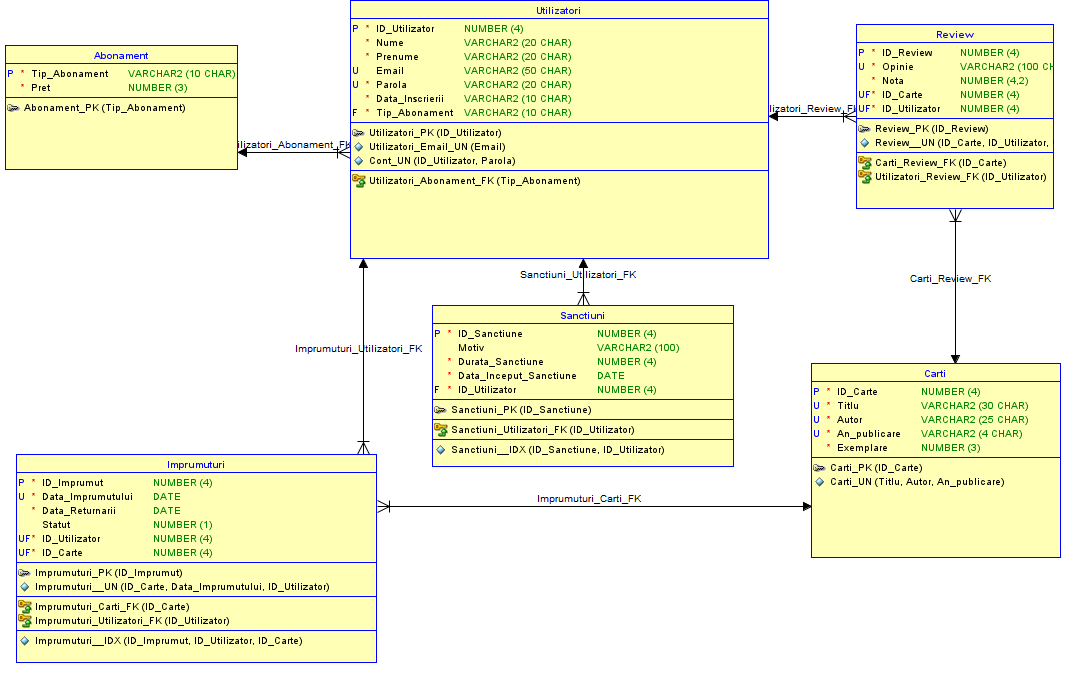 Abonament
P * Tip_Abonament VARCHAR2 (10 CHAR)
* Pret NUMBER (3)
Abonament_PK (Tip_Abonament)
Utilizatori
P * ID_Utilizator NUMBER (4)
* Nume VARCHAR2 (20 CHAR)
* Prenume VARCHAR2 (20 CHAR)
U Email VARCHAR2 (50 CHAR)
U * Parola VARCHAR2 (20 CHAR)
* Data_Inscrierii VARCHAR2 (10 CHAR)
F * Tip_Abonament VARCHAR2 (10 CHAR)
Utilizatori_PK (ID_Utilizator)
Utilizatori_Email_UN (Email)
Cont_UN (ID_Utilizator, Parola)
Utilizatori_Abonament_FK (Tip_Abonament)
Review
P * ID_Review NUMBER (4)
U * Opinie VARCHAR2 (100 CH
* Nota NUMBER (4,2)
UF* ID_Carte NUMBER (4)
UF* ID_Utilizator NUMBER (4)
Review_PK (ID_Review)
Review__UN (ID_Carte, ID_Utilizator,
Carti_Review_FK (ID_Carte)
Utilizatori_Review_FK (ID_Utilizator)
ilizatori_Abonament_FK
lizatori_Review_FK
Sanctiuni_Utilizatori_FK
Carti_Review_FK
Imprumuturi_Utilizatori_FK
Sanctiuni
P * ID_Sanctiune NUMBER (4)
Motiv VARCHAR2 (100)
* Durata_Sanctiune NUMBER (4)
* Data_Inceput_Sanctiune DATE
F * ID_Utilizator NUMBER (4)
Sanctiuni_PK (ID_Sanctiune)
Sanctiuni_Utilizatori_FK (ID_Utilizator)
Sanctiuni__IDX (ID_Sanctiune, ID_Utilizator)
Carti
P * ID_Carte NUMBER (4)
U * Titlu VARCHAR2 (30 CHAR)
U * Autor VARCHAR2 (25 CHAR)
U * An_publicare VARCHAR2 (4 CHAR)
* Exemplare NUMBER (3)
Carti_PK (ID_Carte)
Carti_UN (Titlu, Autor, An_publicare)
Imprumuturi
P * ID_Imprumut NUMBER (4)
U * Data_Imprumutului DATE
* Data_Returnarii DATE
Statut NUMBER (1)
UF* ID_Utilizator NUMBER (4)
UF* ID_Carte NUMBER (4)
Imprumuturi_PK (ID_Imprumut)
Imprumuturi__UN (ID_Carte, Data_Imprumutului, ID_Utilizator)
Imprumuturi_Carti_FK (ID_Carte)
Imprumuturi_Utilizatori_FK (ID_Utilizator)
Imprumuturi__IDX (ID_Imprumut, ID_Utilizator, ID_Carte)
Imprumuturi_Carti_FK